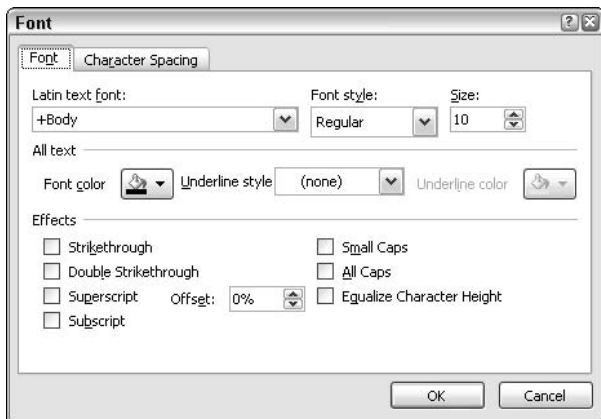 Font
Font Character Spacing
Latin text font: Font style: Size:
+Body Regular 10
All text
Font color Underline style (none) Underline color
Effects
Strikethrough Small Caps
Double Strikethrough All Caps
Superscript Offset: 0% Equalize Character Height
Subscript
OK Cancel